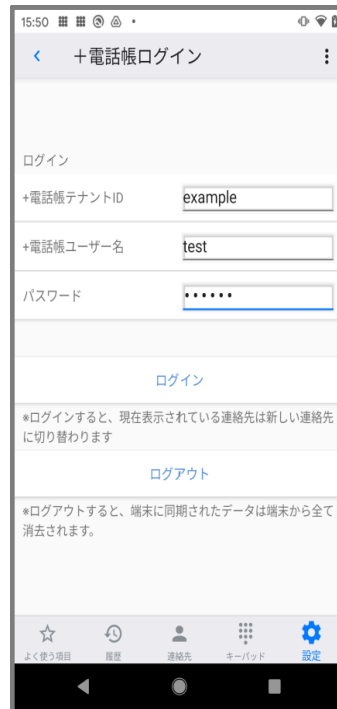 15:50
＋電話帳ログイン
ログイン
+電話帳テナントID example
+電話帳ユーザー名 test
パスワード ••••••
ログイン
※ログインすると、現在表示されている連絡先は新しい連絡先
に切り替わります
ログアウト
※ログアウトすると、端末に同期されたデータは端末から全て
消去されます。
よく使う項目 履歴 連絡先 キーパッド 設定